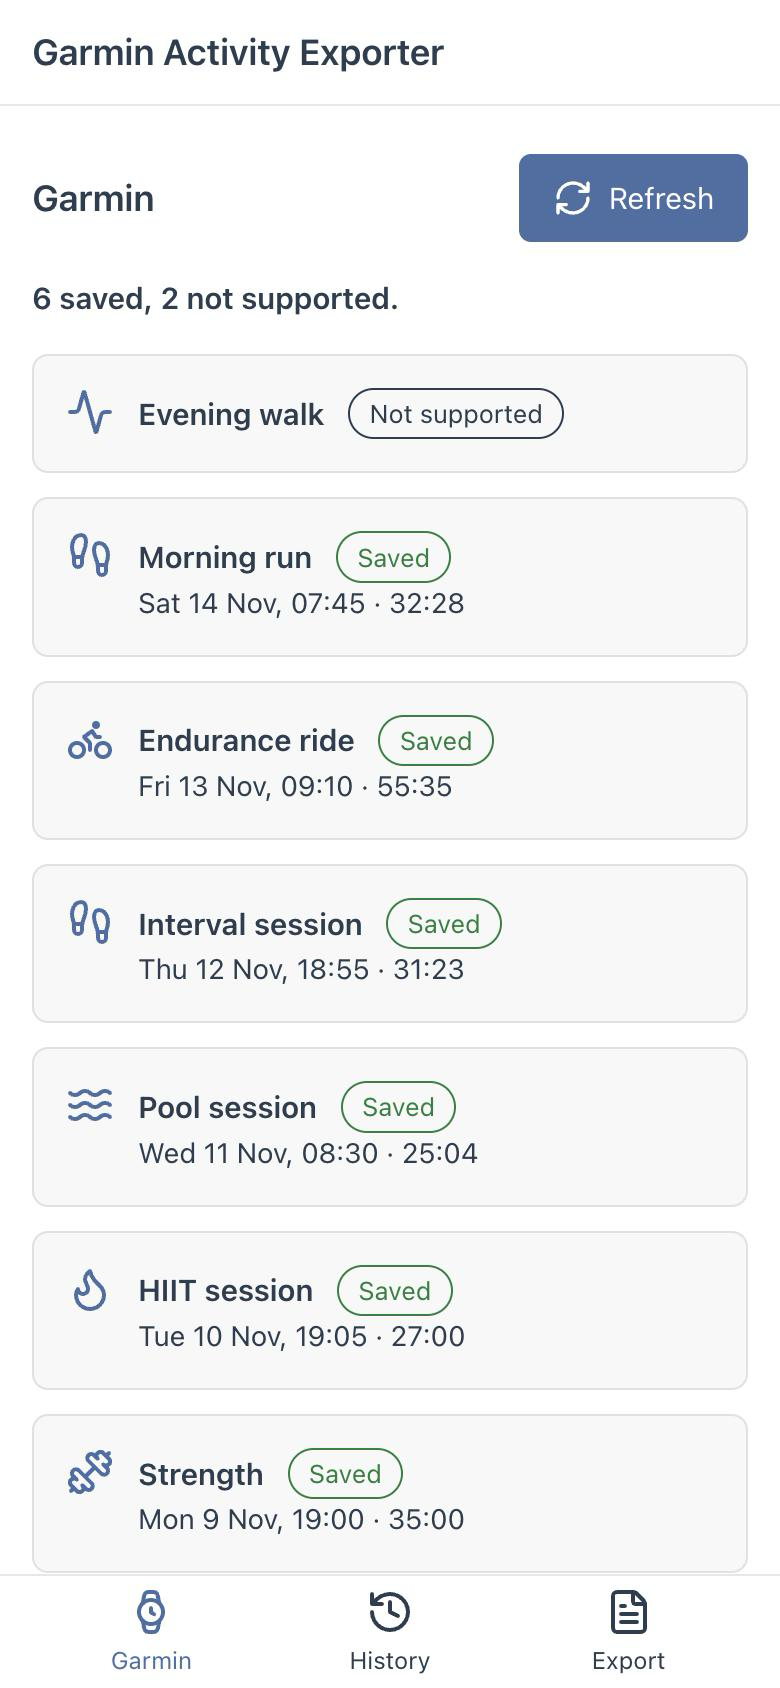 Garmin Activity Exporter
Garmin
Refresh
6 saved, 2 not supported.
Evening walk Not supported
Morning run Saved
Sat 14 Nov, 07:45 · 32:28
Endurance ride Saved
Fri 13 Nov, 09:10 · 55:35
Interval session Saved
Thu 12 Nov, 18:55 · 31:23
Pool session Saved
Wed 11 Nov, 08:30 · 25:04
HIIT session Saved
Tue 10 Nov, 19:05 · 27:00
Strength Saved
Mon 9 Nov, 19:00 · 35:00
Garmin History Export